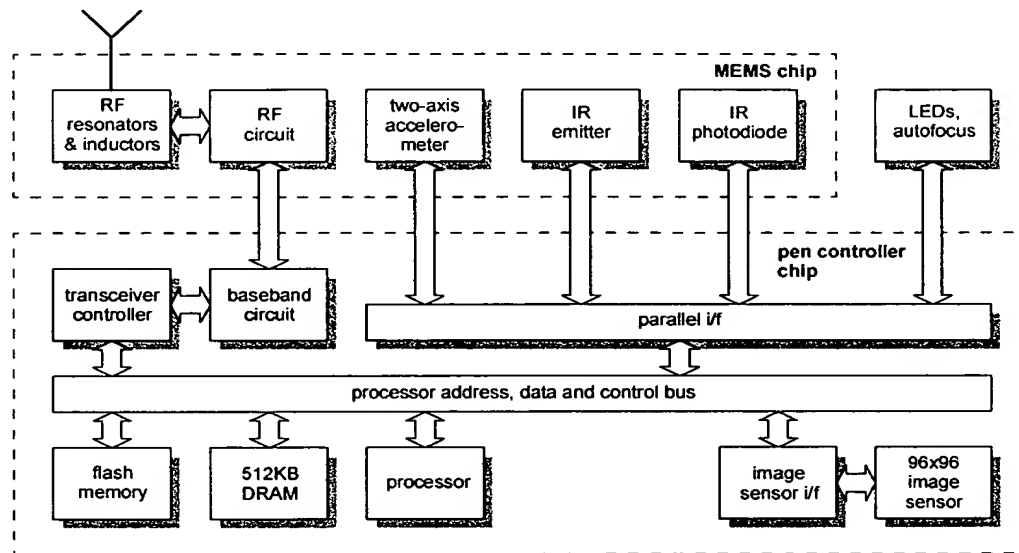 MEMS chip
RF
resonators
& inductors
RF
circuit
two-axis
accelero-
meter
IR
emitter
IR
photodiode
LEDs,
autofocus
pen controller
chip
transceiver
controller
baseband
circuit
parallel i/f
processor address, data and control bus
flash
memory
512KB
DRAM
processor
image
sensor i/f
96x96
image
sensor